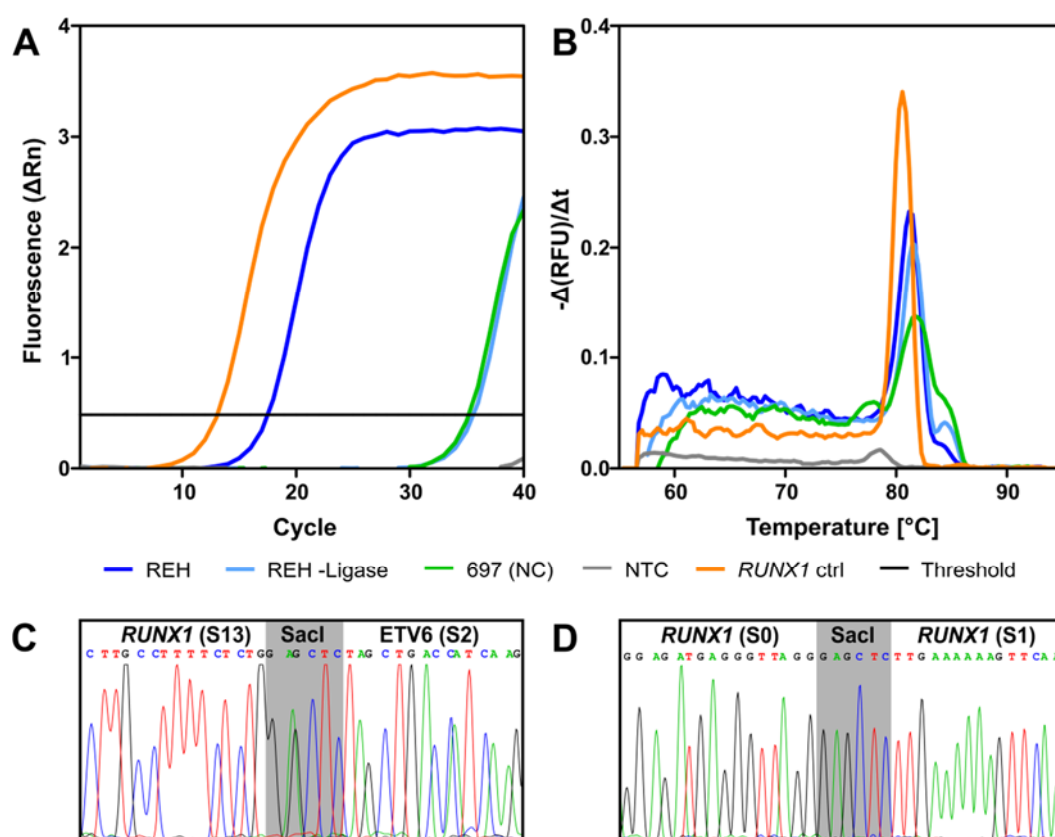 A
B
4
3
2
1
0
Fluorescence (ΔRn)
10
20
30
40
Cycle
0.4
0.3
0.2
0.1
0.0
-Δ(RFU)/Δt
60
70
80
90
Temperature [°C]
REH
REH -Ligase
697 (NC)
NTC
RUNX1 ctrl
Threshold
C
RUNX1 (S13) SacI ETV6 (S2)
C T T G C C T T T T C T C T G G A G C T C T A G C T G A C C A T C A A G
D
RUNX1 (S0) SacI RUNX1 (S1)
G G A G A T G A G G G T T A G G G A G C T C T T G A A A A A A G T T C A A